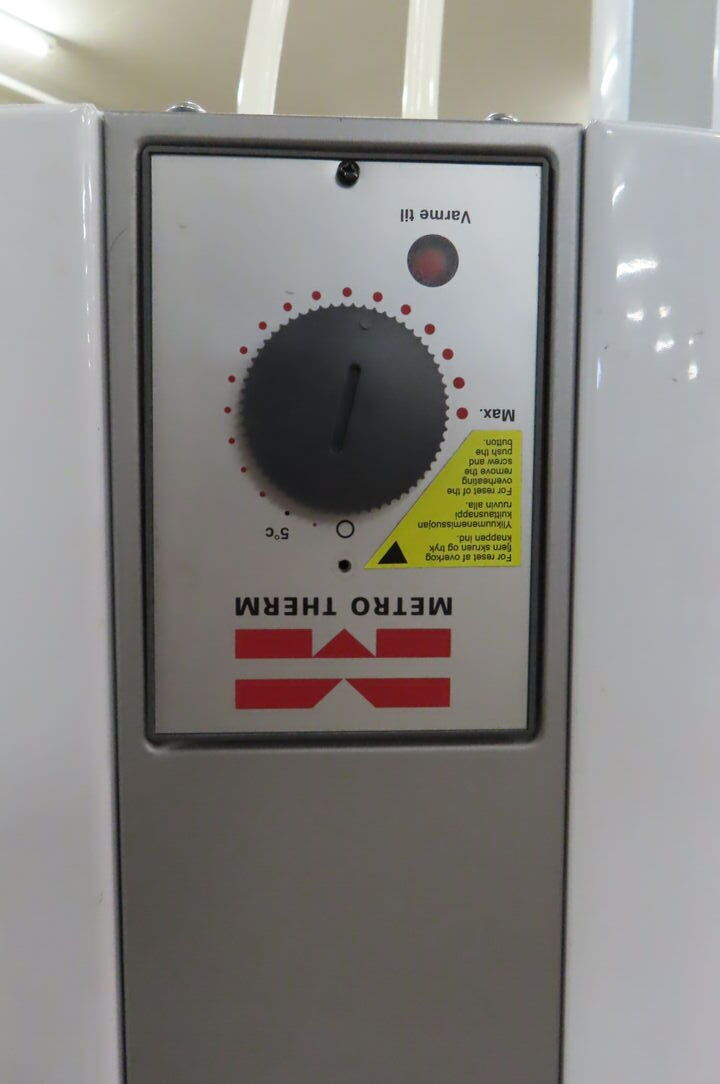 METRO THERM
For reset af overkog
fjern skruen og tryk
knappen ind.
Ylikuumenemissuojan
kuittausnappi
ruuvin alla.
For reset of the
overheating
remove the
screw and
push the
button.
5°C
Max.
Varme til